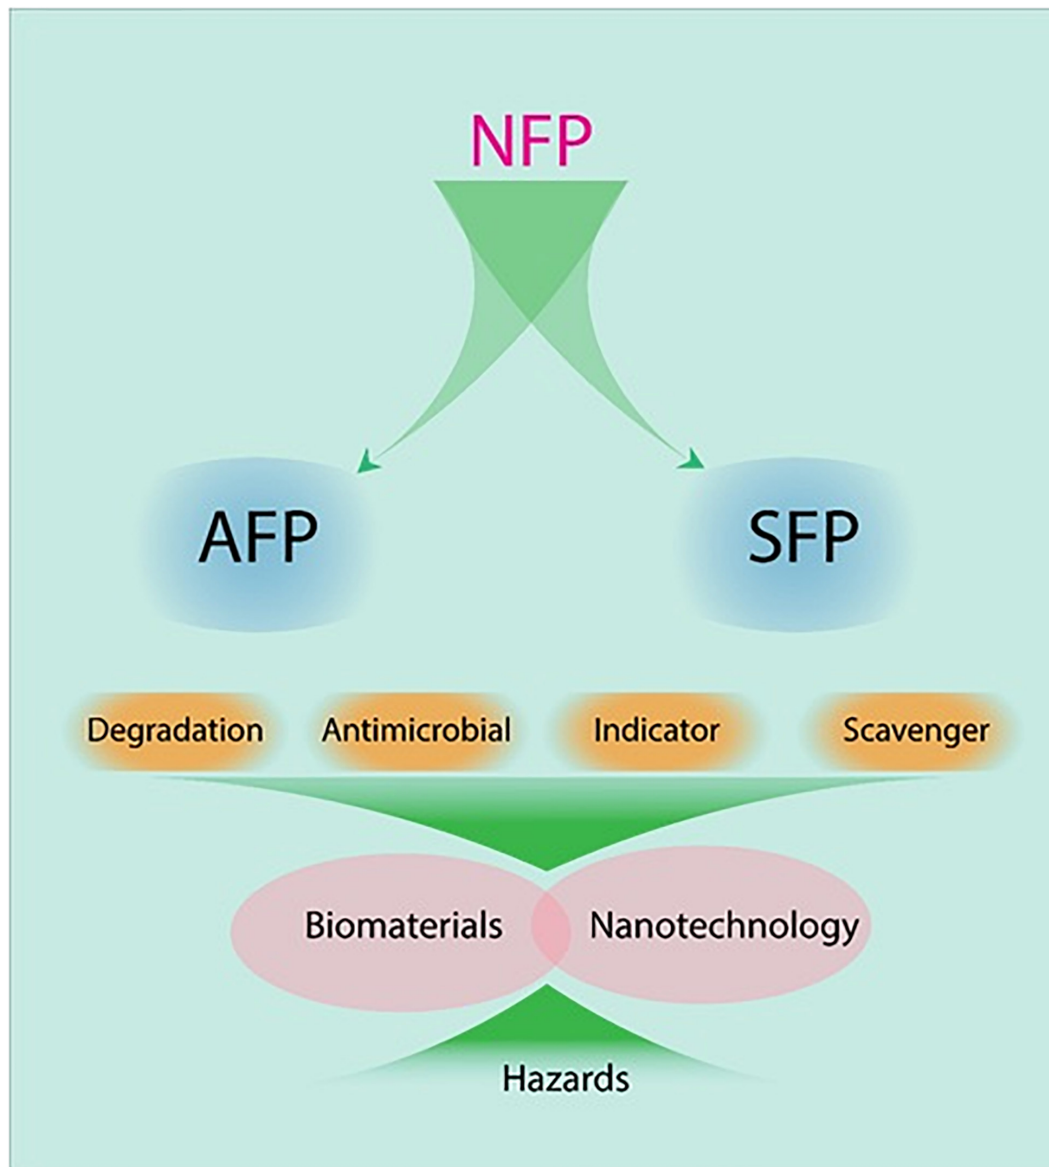 NFP
AFP
SFP
Degradation
Antimicrobial
Indicator
Scavenger
Biomaterials
Nanotechnology
Hazards